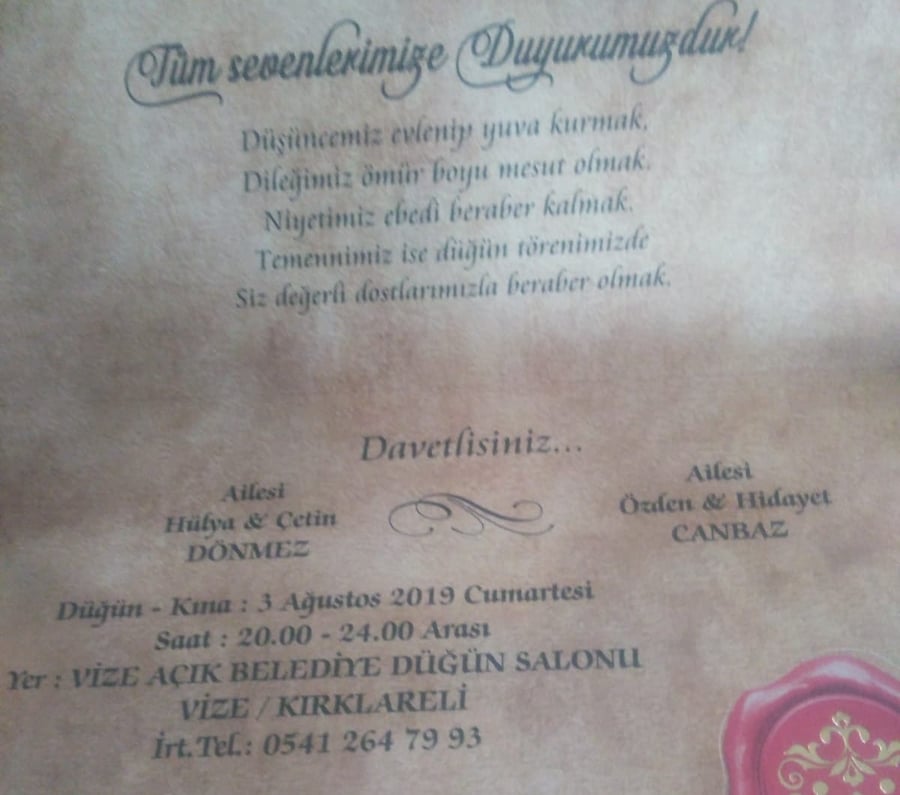 Tüm sevenlerimize Duyurumuzdur!
Düşüncemiz evlenip yuva kurmak,
Dileğimiz ömür boyu mesut olmak.
Niyetimiz ebedi beraber kalmak.
Temennimiz ise düğün törenimizde
Siz değerli dostlarımızla beraber olmak.
Davetlisiniz...
Ailesi
Hülya & Çetin
DÖNMEZ
Ailesi
Özden & Hidayet
CANBAZ
Düğün - Kına : 3 Ağustos 2019 Cumartesi
Saat : 20.00 - 24.00 Arası
Yer : VİZE AÇIK BELEDİYE DÜĞÜN SALONU
VİZE / KIRKLARELİ
İrt.Tel.: 0541 264 79 93